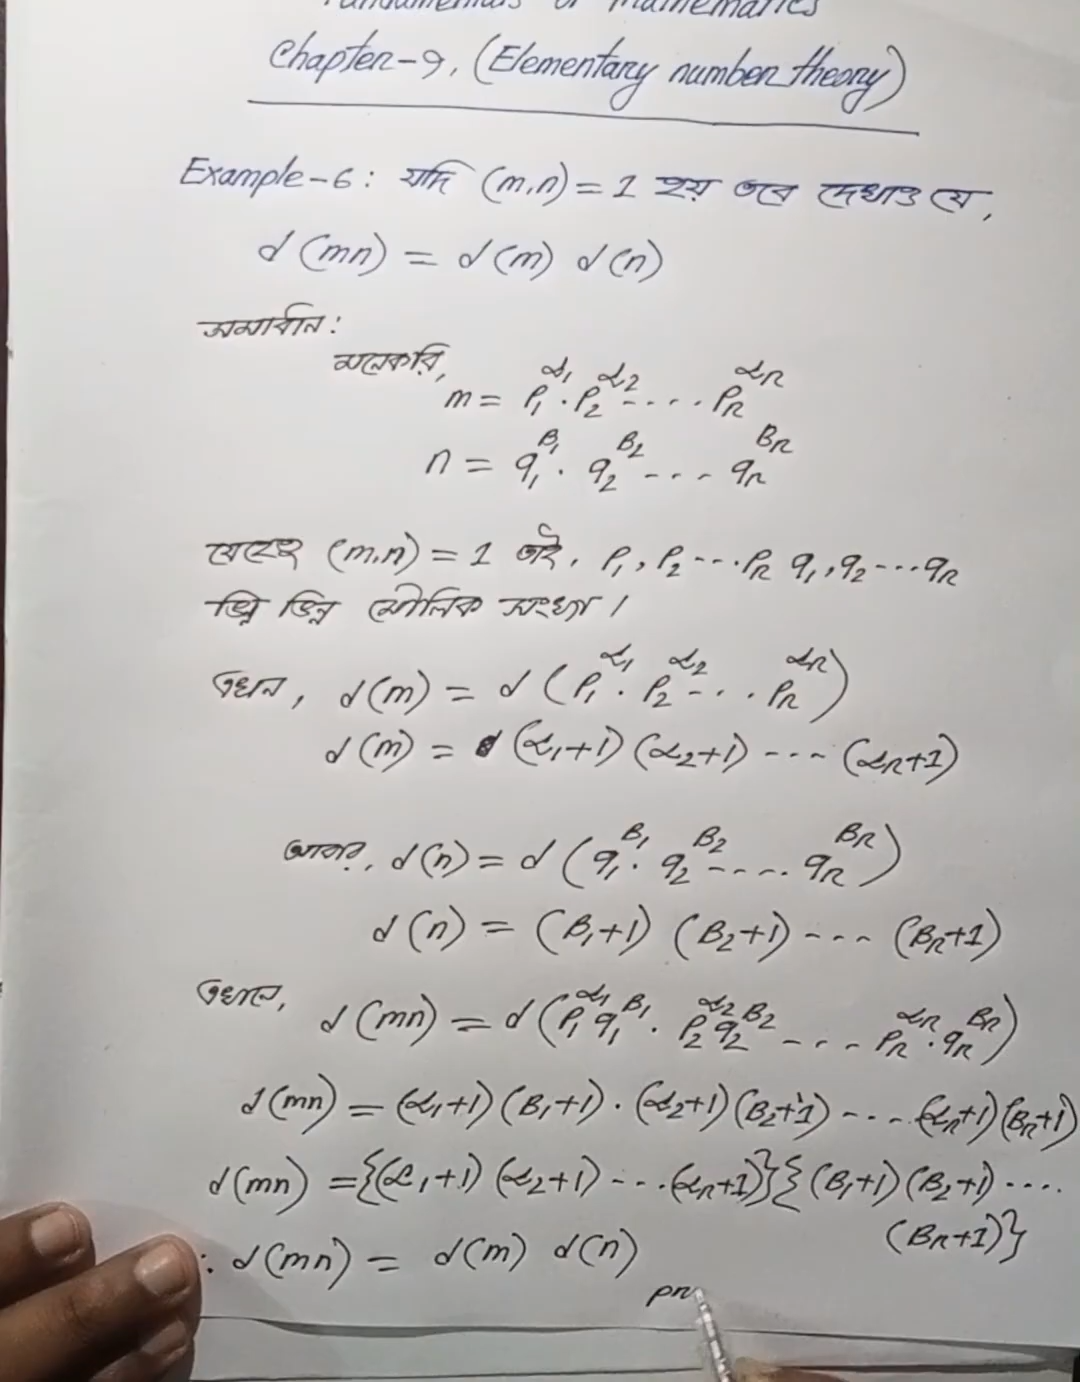 Fundamentals of Mathematics
Chapter-9, (Elementary number theory)
Example-6: যদি (m,n) = 1 হয় তবে দেখাও যে,
d(mn) = d(m) d(n)
সমাধান:
মনেকরি,
m = p₁^α₁ . p₂^α₂ .... pᵣ^αᵣ
n = q₁^β₁ . q₂^β₂ .... qᵣ^βᵣ
যেহেতু (m,n) = 1 তাই, p₁, p₂ .... pᵣ q₁, q₂ .... qᵣ
ভিন্ন ভিন্ন মৌলিক সংখ্যা ।
এখন, d(m) = d(p₁^α₁ . p₂^α₂ .... pᵣ^αᵣ)
d(m) = (α₁+1) (α₂+1) .... (αᵣ+1)
আবার, d(n) = d(q₁^β₁ . q₂^β₂ .... qᵣ^βᵣ)
d(n) = (β₁+1) (β₂+1) .... (βᵣ+1)
এখানে, d(mn) = d(p₁^α₁ q₁^β₁ . p₂^α₂ q₂^β₂ .... pᵣ^αᵣ . qᵣ^βᵣ)
d(mn) = (α₁+1) (β₁+1) . (α₂+1) (β₂+1) .... (αᵣ+1) (βᵣ+1)
d(mn) = {(α₁+1) (α₂+1) .... (αᵣ+1)} {(β₁+1) (β₂+1) ....
(βᵣ+1)}
∴ d(mn) = d(m) d(n)
pr